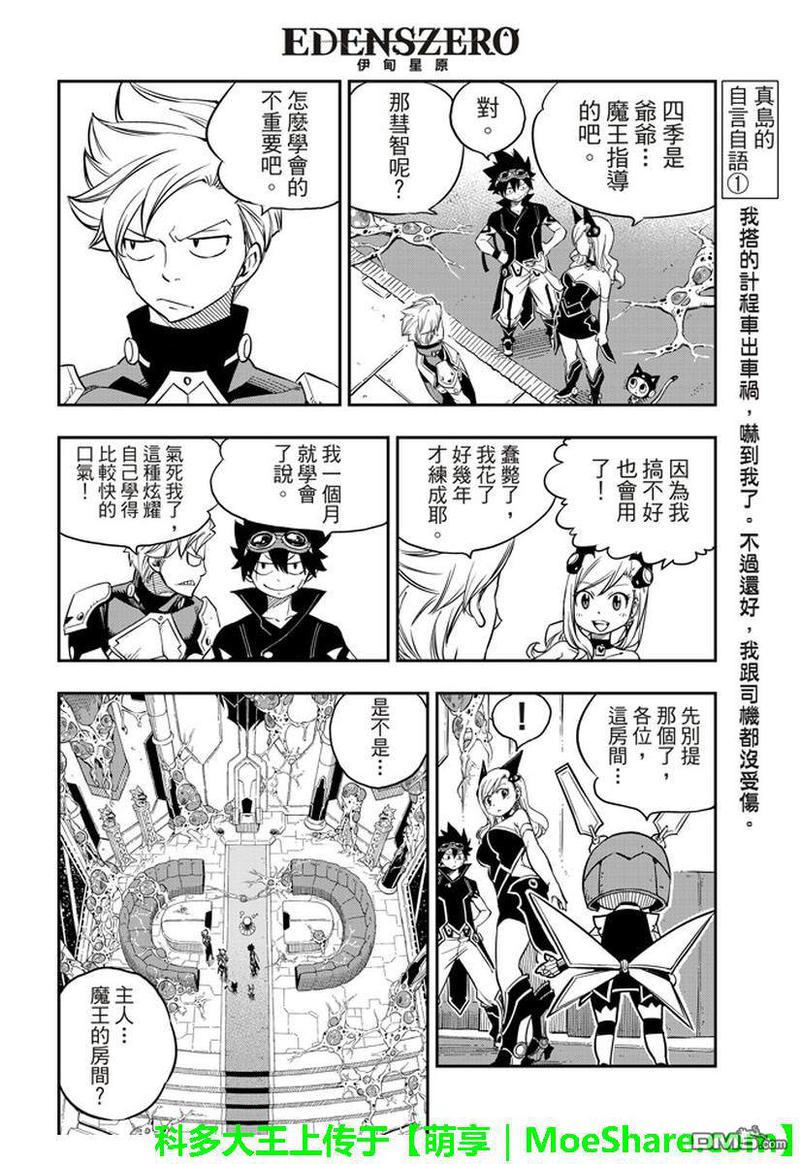 EDENSZERO
伊甸星原
真島的
自言自語①
我搭的計程車出車禍，嚇到我了。不過還好，我跟司機都沒受傷。
四季是
爺爺…
魔王指導
的吧。
對。
那彗智呢？
怎麼學會的
不重要吧。
因為我
搞不好
也會用
了！
蠢斃了，
我花了
好幾年
才練成耶。
我一個月
就學會
了說。
氣死我了，
這種炫耀
自己學得
比較快的
口氣！
先別提
那個了，
各位，
這房間…
！
是不是…
主人…
魔王的房間？
科多大王上传于【萌享｜MoeShare.com】